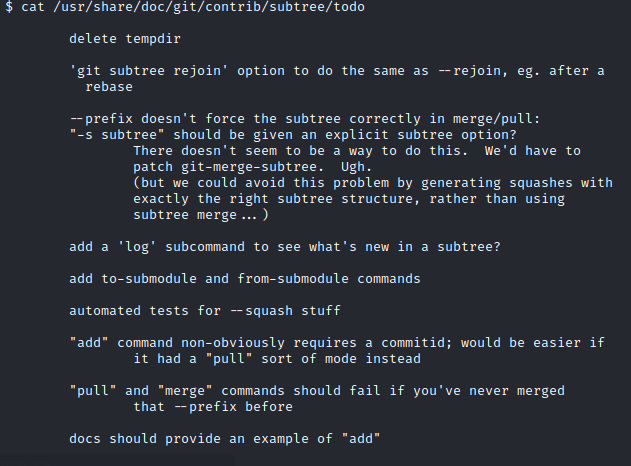 $ cat /usr/share/doc/git/contrib/subtree/todo
delete tempdir
'git subtree rejoin' option to do the same as --rejoin, eg. after a
rebase
--prefix doesn't force the subtree correctly in merge/pull:
"-s subtree" should be given an explicit subtree option?
There doesn't seem to be a way to do this.  We'd have to
patch git-merge-subtree.  Ugh.
(but we could avoid this problem by generating squashes with
exactly the right subtree structure, rather than using
subtree merge...)
add a 'log' subcommand to see what's new in a subtree?
add to-submodule and from-submodule commands
automated tests for --squash stuff
"add" command non-obviously requires a commitid; would be easier if
it had a "pull" sort of mode instead
"pull" and "merge" commands should fail if you've never merged
that --prefix before
docs should provide an example of "add"